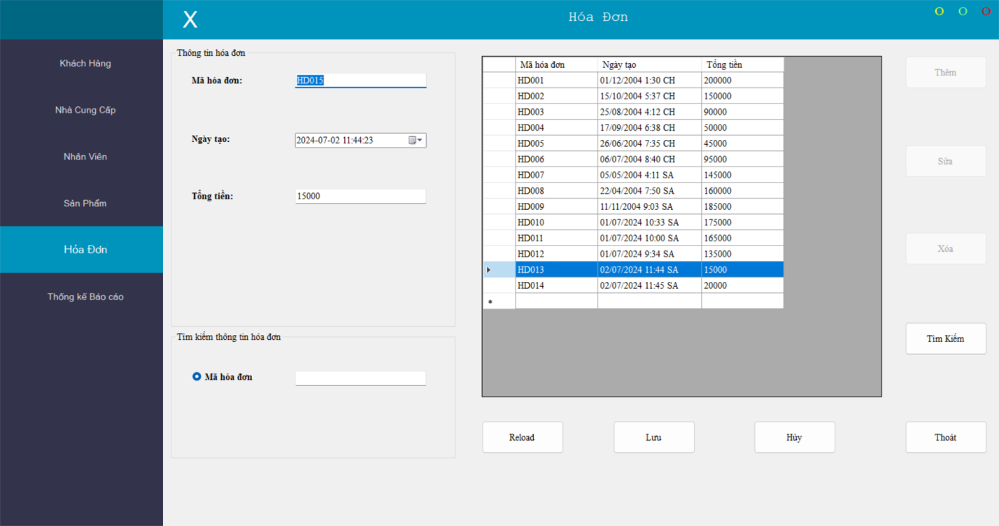 X
Hóa Đơn
O O O
Khách Hàng
Nhà Cung Cấp
Nhân Viên
Sản Phẩm
Hóa Đơn
Thống kê Báo cáo
Thông tin hóa đơn
Mã hóa đơn: HD015
Ngày tạo: 2024-07-02 11:44:23
Tổng tiền: 15000
Tìm kiếm thông tin hóa đơn
Mã hóa đơn
Mã hóa đơn Ngày tạo Tổng tiền
HD001 01/12/2004 1:30 CH 200000
HD002 15/10/2004 5:37 CH 150000
HD003 25/08/2004 4:12 CH 90000
HD004 17/09/2004 6:38 CH 50000
HD005 26/06/2004 7:35 CH 45000
HD006 06/07/2004 8:40 CH 95000
HD007 05/05/2004 4:11 SA 145000
HD008 22/04/2004 7:50 SA 160000
HD009 11/11/2004 9:03 SA 185000
HD010 01/07/2024 10:33 SA 175000
HD011 01/07/2024 10:00 SA 165000
HD012 01/07/2024 9:34 SA 135000
HD013 02/07/2024 11:44 SA 15000
HD014 02/07/2024 11:45 SA 20000
Thêm
Sửa
Xóa
Tìm Kiếm
Reload Lưu Hủy Thoát